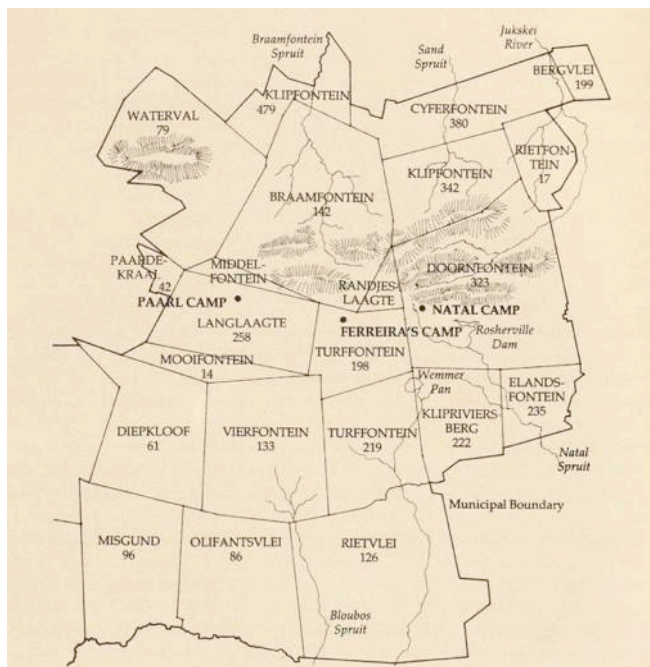 Braamfontein
Spruit
Sand
Spruit
Jukskei
River
BERGVLEI
199
KLIPFONTEIN
479
WATERVAL
79
CYFERFONTEIN
380
RIETFON-
TEIN
17
KLIPFONTEIN
342
BRAAMFONTEIN
142
PAARDE-
KRAAL
42
MIDDEL-
FONTEIN
RANDJES-
LAAGTE
DOORNFONTEIN
323
PAARL CAMP
NATAL CAMP
LANGLAAGTE
258
FERREIRA'S CAMP
Rosherville
Dam
MOOIFONTEIN
14
TURFFONTEIN
198
Wemmer
Pan
ELANDS-
FONTEIN
235
KLIPRIVIERS
BERG
222
DIEPKLOOF
61
VIERFONTEIN
133
TURFFONTEIN
219
Natal
Spruit
Municipal Boundary
MISGUND
96
OLIFANTSVLEI
86
RIETVLEI
126
Bloubos
Spruit